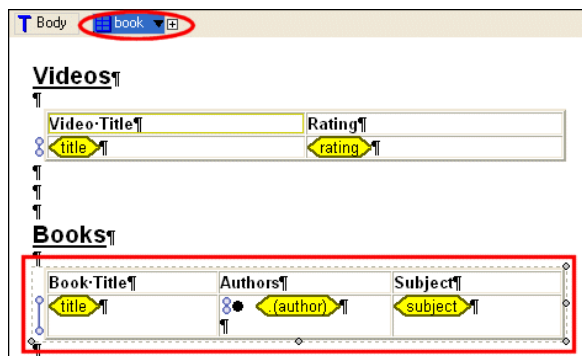 Body book
Videos¶
¶
Video·Title¶ Rating¶
title ¶ rating ¶
¶
¶
¶
Books¶
¶
Book·Title¶ Authors¶ Subject¶
title ¶ .(author) ¶ subject ¶
¶
¶